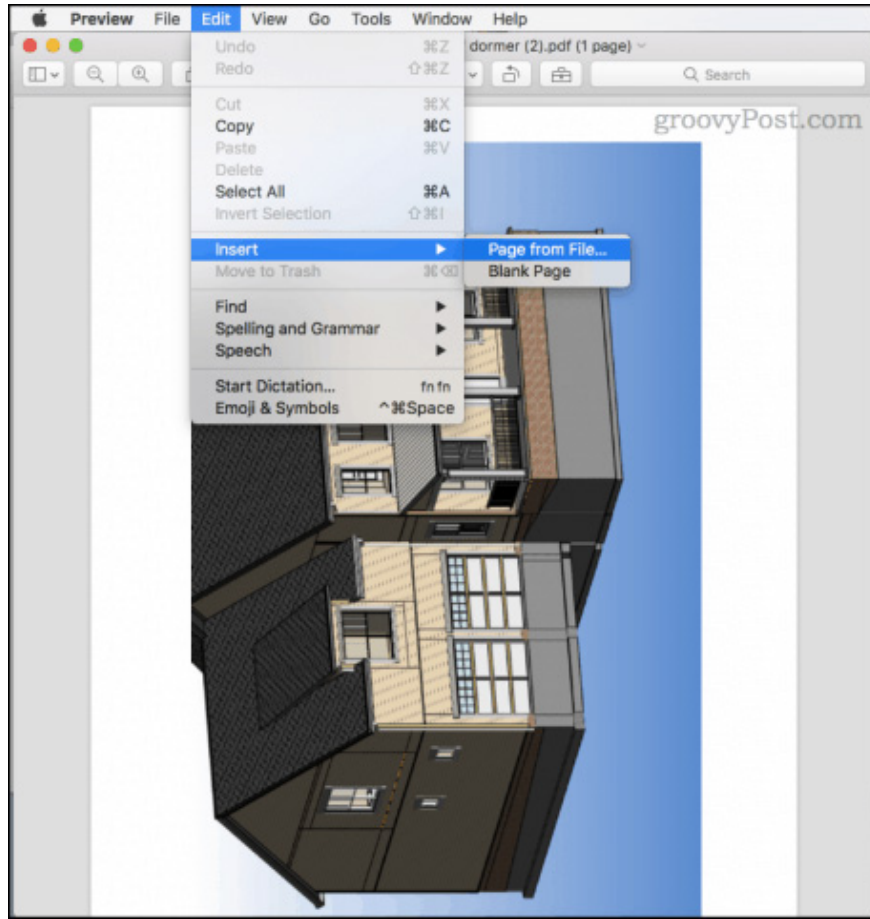 Preview File Edit View Go Tools Window Help
dormer (2).pdf (1 page)
Search
groovyPost.com
Undo ⌘Z
Redo ⇧⌘Z
Cut ⌘X
Copy ⌘C
Paste ⌘V
Delete
Select All ⌘A
Invert Selection ⇧⌘I
Insert ▶
Page from File...
Move to Trash ⌘⌫
Blank Page
Find ▶
Spelling and Grammar ▶
Speech ▶
Start Dictation... fn fn
Emoji & Symbols ^⌘Space